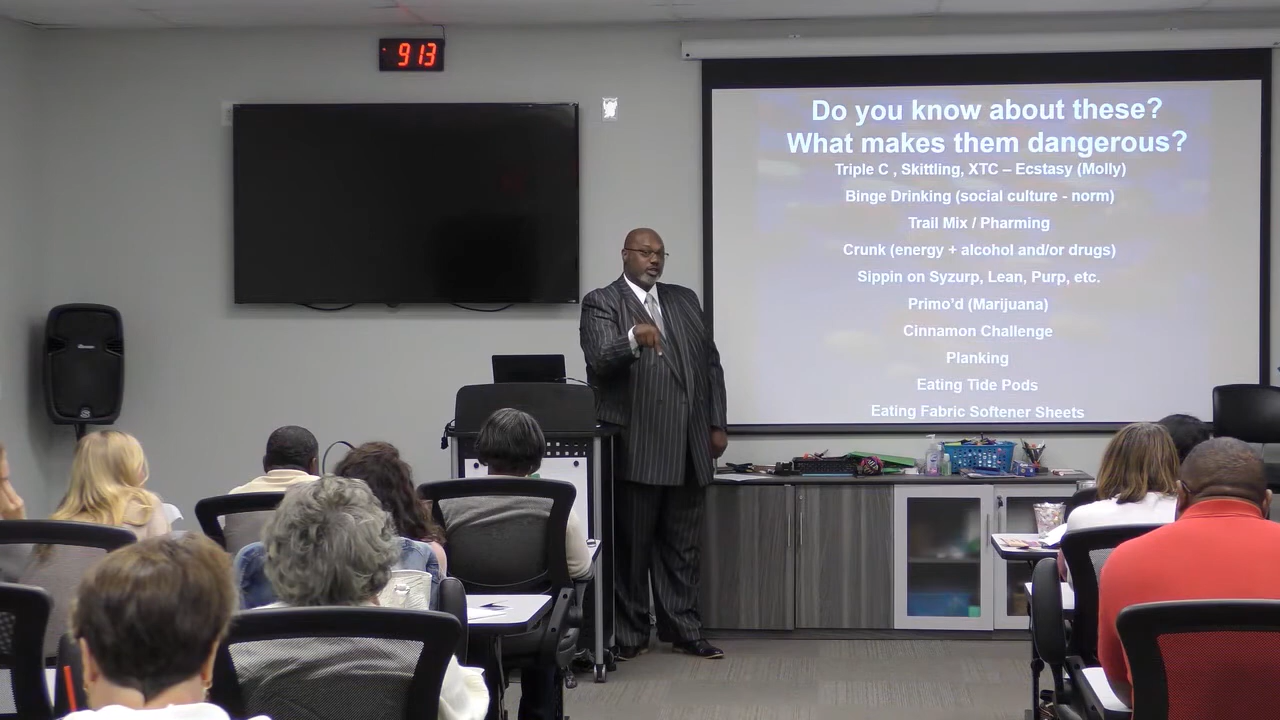 913
Do you know about these?
What makes them dangerous?
Triple C , Skittling, XTC – Ecstasy (Molly)
Binge Drinking (social culture - norm)
Trail Mix / Pharming
Crunk (energy + alcohol and/or drugs)
Sippin on Syzurp, Lean, Purp, etc.
Primo’d (Marijuana)
Cinnamon Challenge
Planking
Eating Tide Pods
Eating Fabric Softener Sheets